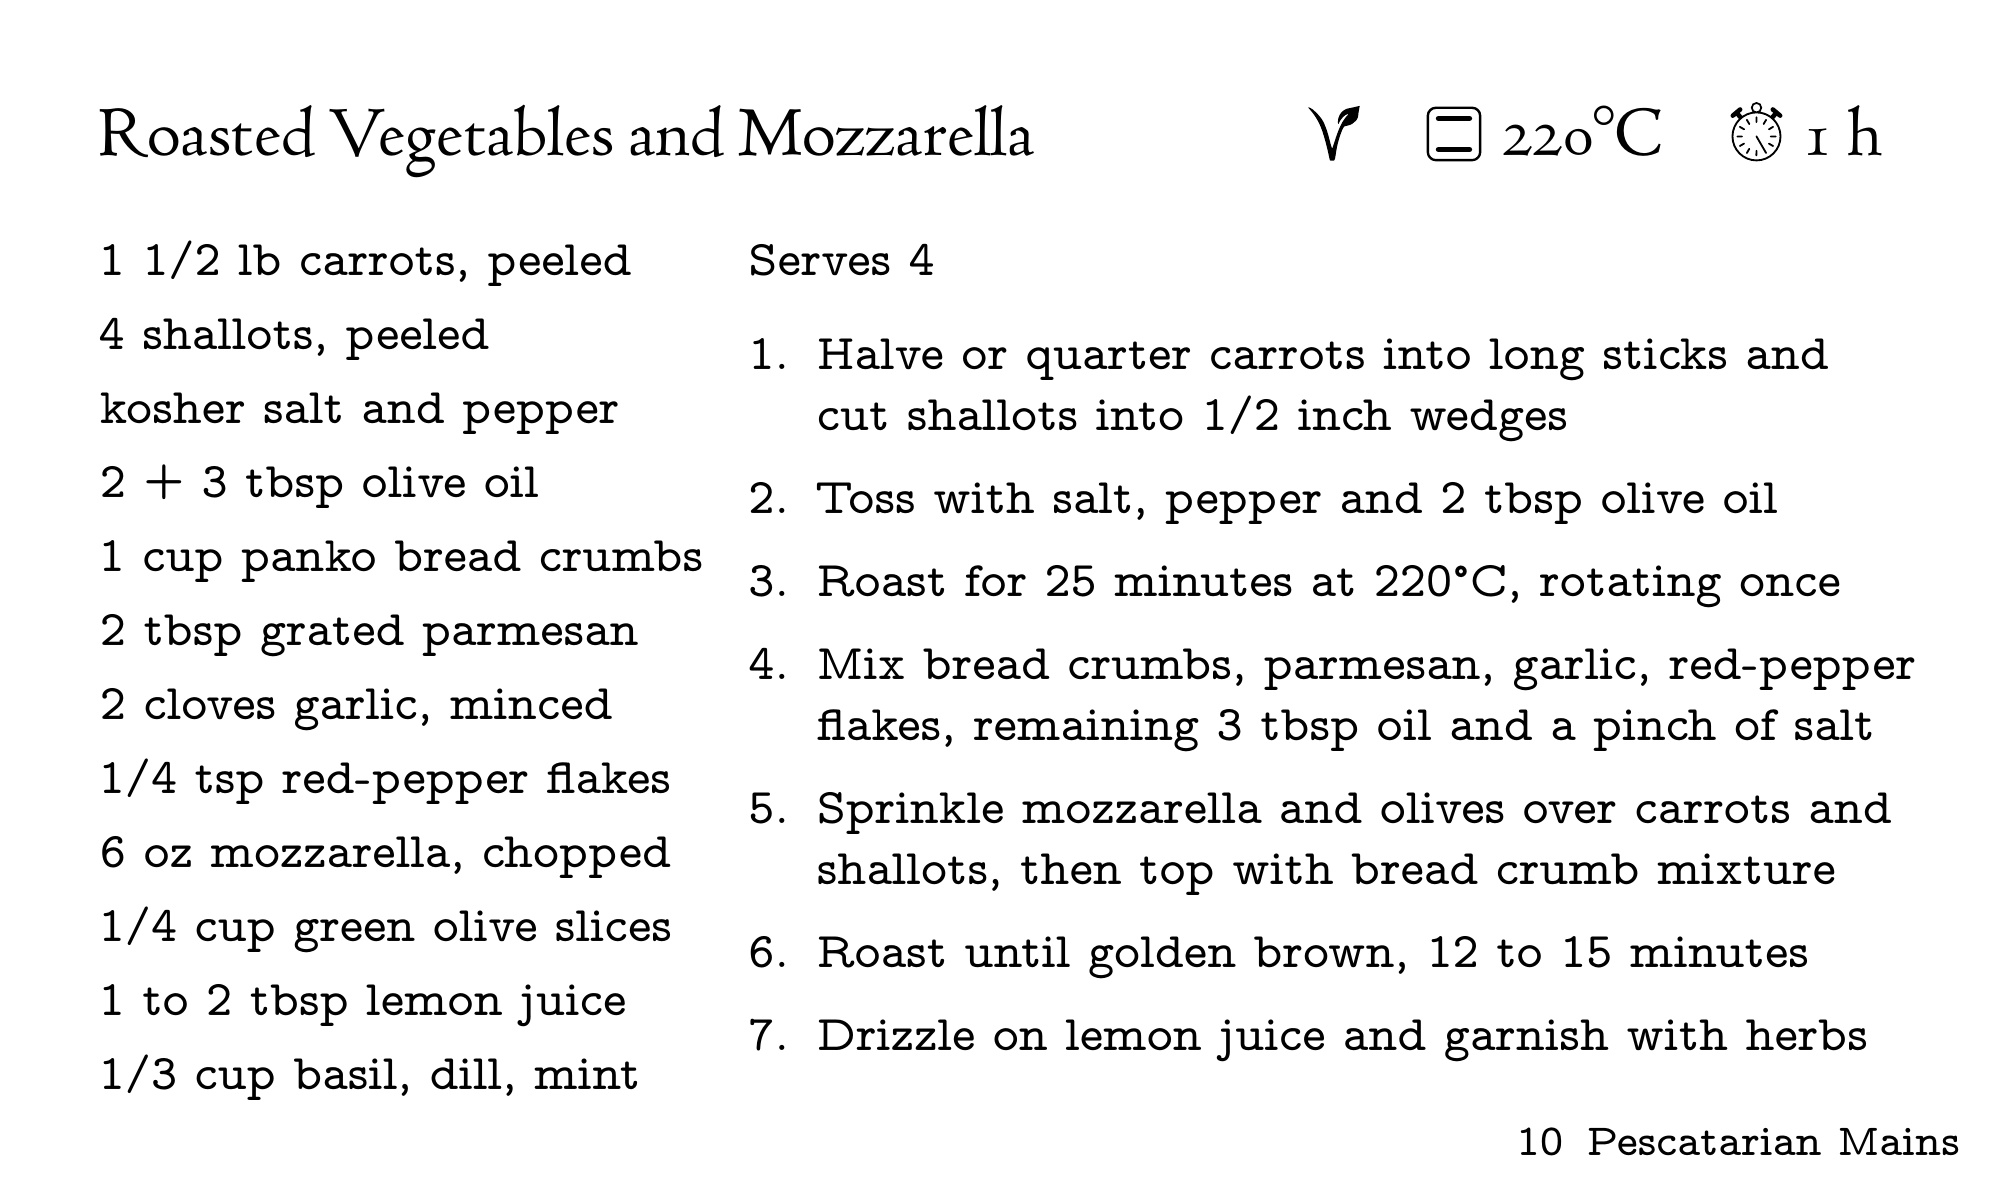 Roasted Vegetables and Mozzarella
220°C
1 h
1 1/2 lb carrots, peeled
4 shallots, peeled
kosher salt and pepper
2 + 3 tbsp olive oil
1 cup panko bread crumbs
2 tbsp grated parmesan
2 cloves garlic, minced
1/4 tsp red-pepper flakes
6 oz mozzarella, chopped
1/4 cup green olive slices
1 to 2 tbsp lemon juice
1/3 cup basil, dill, mint
Serves 4
1. Halve or quarter carrots into long sticks and
cut shallots into 1/2 inch wedges
2. Toss with salt, pepper and 2 tbsp olive oil
3. Roast for 25 minutes at 220°C, rotating once
4. Mix bread crumbs, parmesan, garlic, red-pepper
flakes, remaining 3 tbsp oil and a pinch of salt
5. Sprinkle mozzarella and olives over carrots and
shallots, then top with bread crumb mixture
6. Roast until golden brown, 12 to 15 minutes
7. Drizzle on lemon juice and garnish with herbs
10 Pescatarian Mains